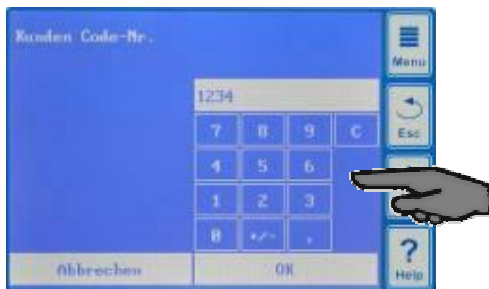 Kunden Code-Nr.
Menu
1234
7 8 9 C
Esc
4 5 6
1 2 3
0 +/- .
?
Help
Abbrechen OK